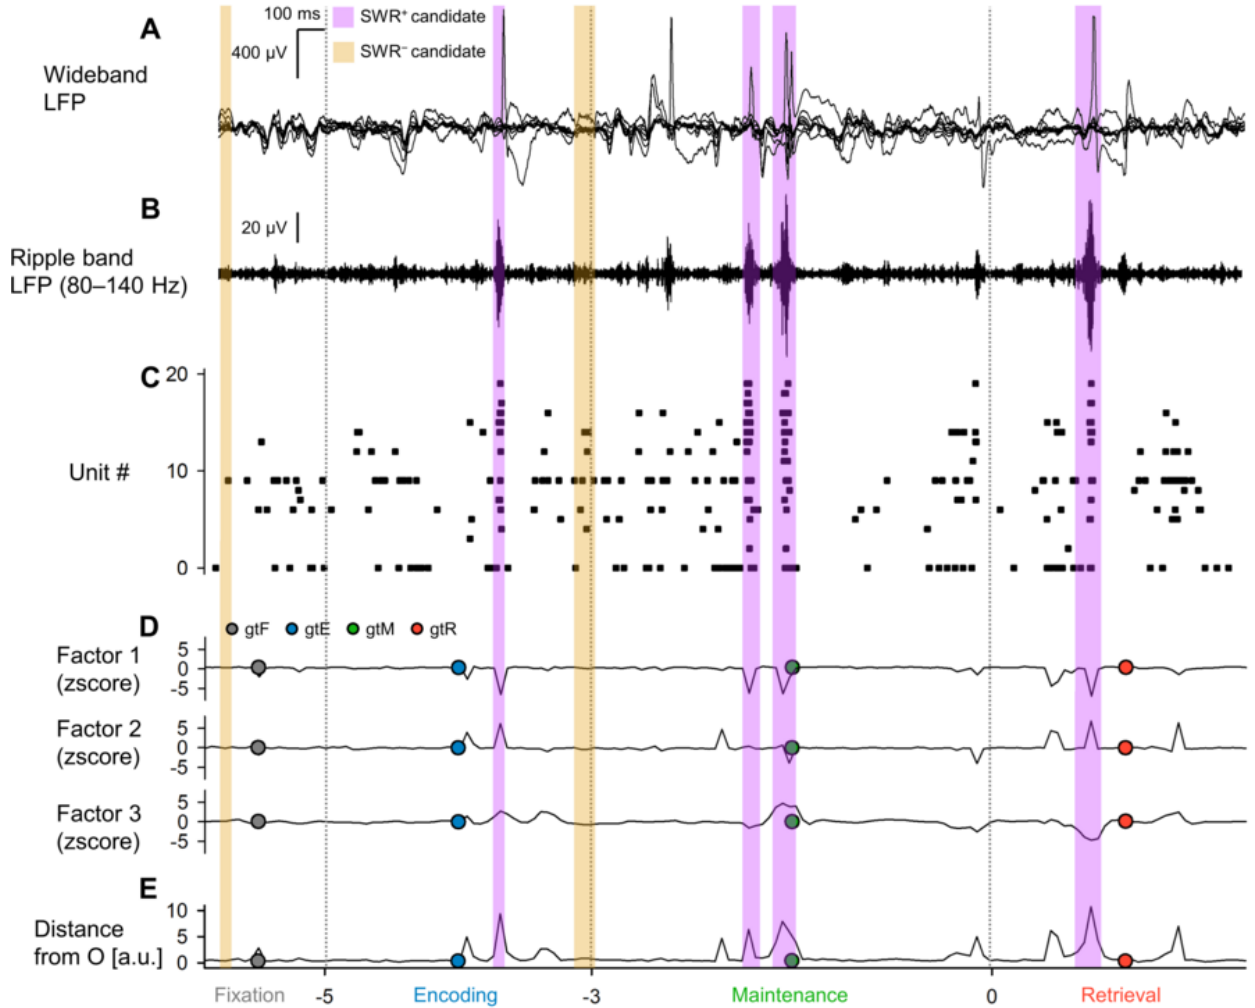 A
100 ms
400 μV
SWR⁺ candidate
SWR⁻ candidate
Wideband
LFP
B
20 μV
Ripple band
LFP (80–140 Hz)
C
20
10
0
Unit #
D
gtF
gtE
gtM
gtR
Factor 1
(zscore)
5
0
-5
Factor 2
(zscore)
5
0
-5
Factor 3
(zscore)
5
0
-5
E
Distance
from O [a.u.]
10
5
0
Fixation
-5
Encoding
-3
Maintenance
0
Retrieval